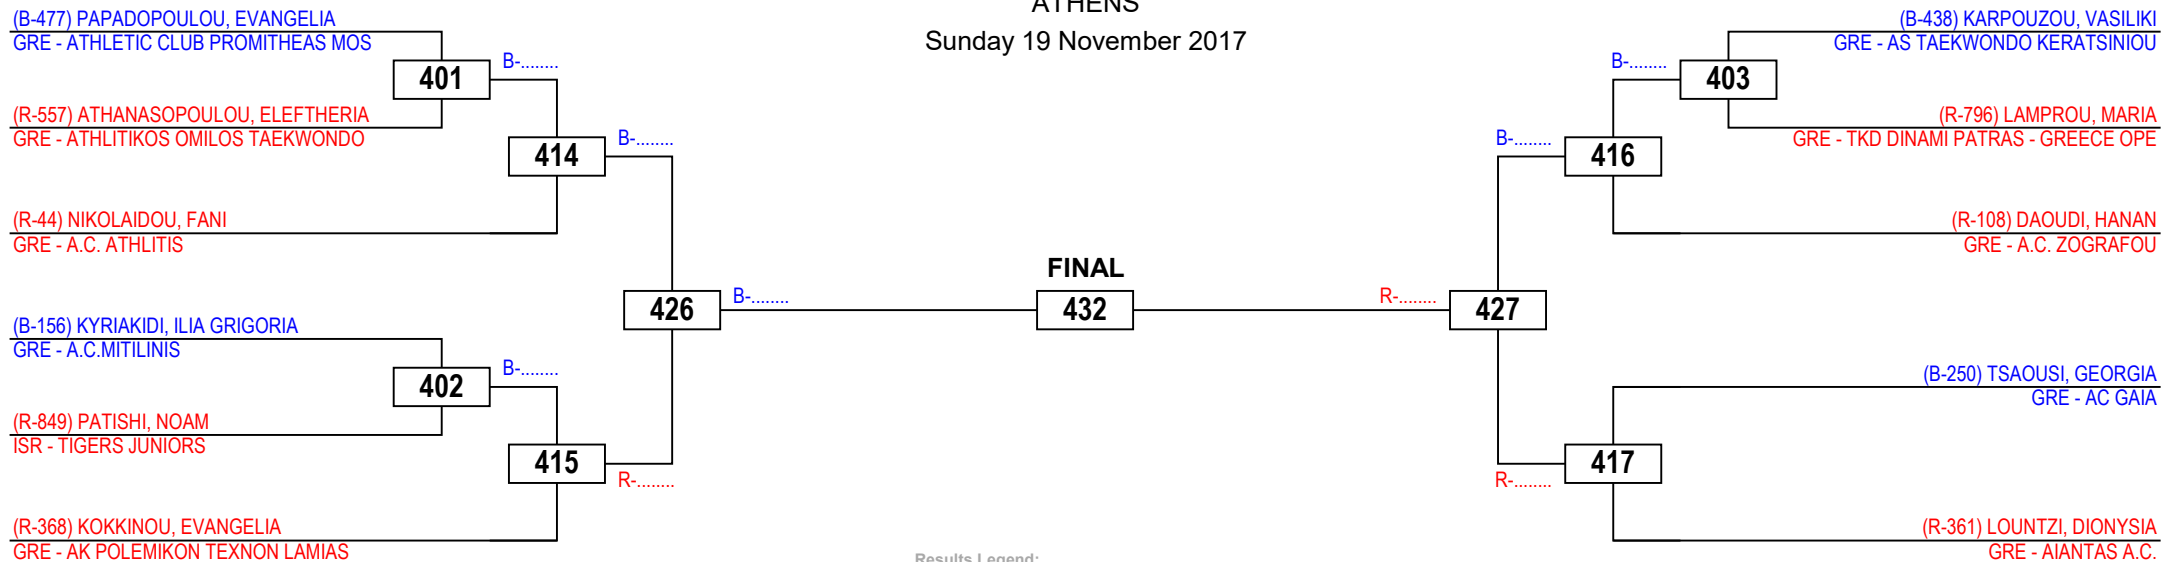 ATHENS
Sunday 19 November 2017
(B-477) PAPADOPOULOU, EVANGELIA
GRE - ATHLETIC CLUB PROMITHEAS MOS
401
B-........
(R-557) ATHANASOPOULOU, ELEFTHERIA
GRE - ATHLITIKOS OMILOS TAEKWONDO
414
B-........
(R-44) NIKOLAIDOU, FANI
GRE - A.C. ATHLITIS
426
B-........
(B-156) KYRIAKIDI, ILIA GRIGORIA
GRE - A.C.MITILINIS
402
B-........
(R-849) PATISHI, NOAM
ISR - TIGERS JUNIORS
415
R-........
(R-368) KOKKINOU, EVANGELIA
GRE - AK POLEMIKON TEXNON LAMIAS
FINAL
432
(B-438) KARPOUZOU, VASILIKI
GRE - AS TAEKWONDO KERATSINIOU
B-........
403
(R-796) LAMPROU, MARIA
GRE - TKD DINAMI PATRAS - GREECE OPE
B-........
416
(R-108) DAOUDI, HANAN
GRE - A.C. ZOGRAFOU
R-........
427
(B-250) TSAOUSI, GEORGIA
GRE - AC GAIA
417
R-........
(R-361) LOUNTZI, DIONYSIA
GRE - AIANTAS A.C.
Results Legend: